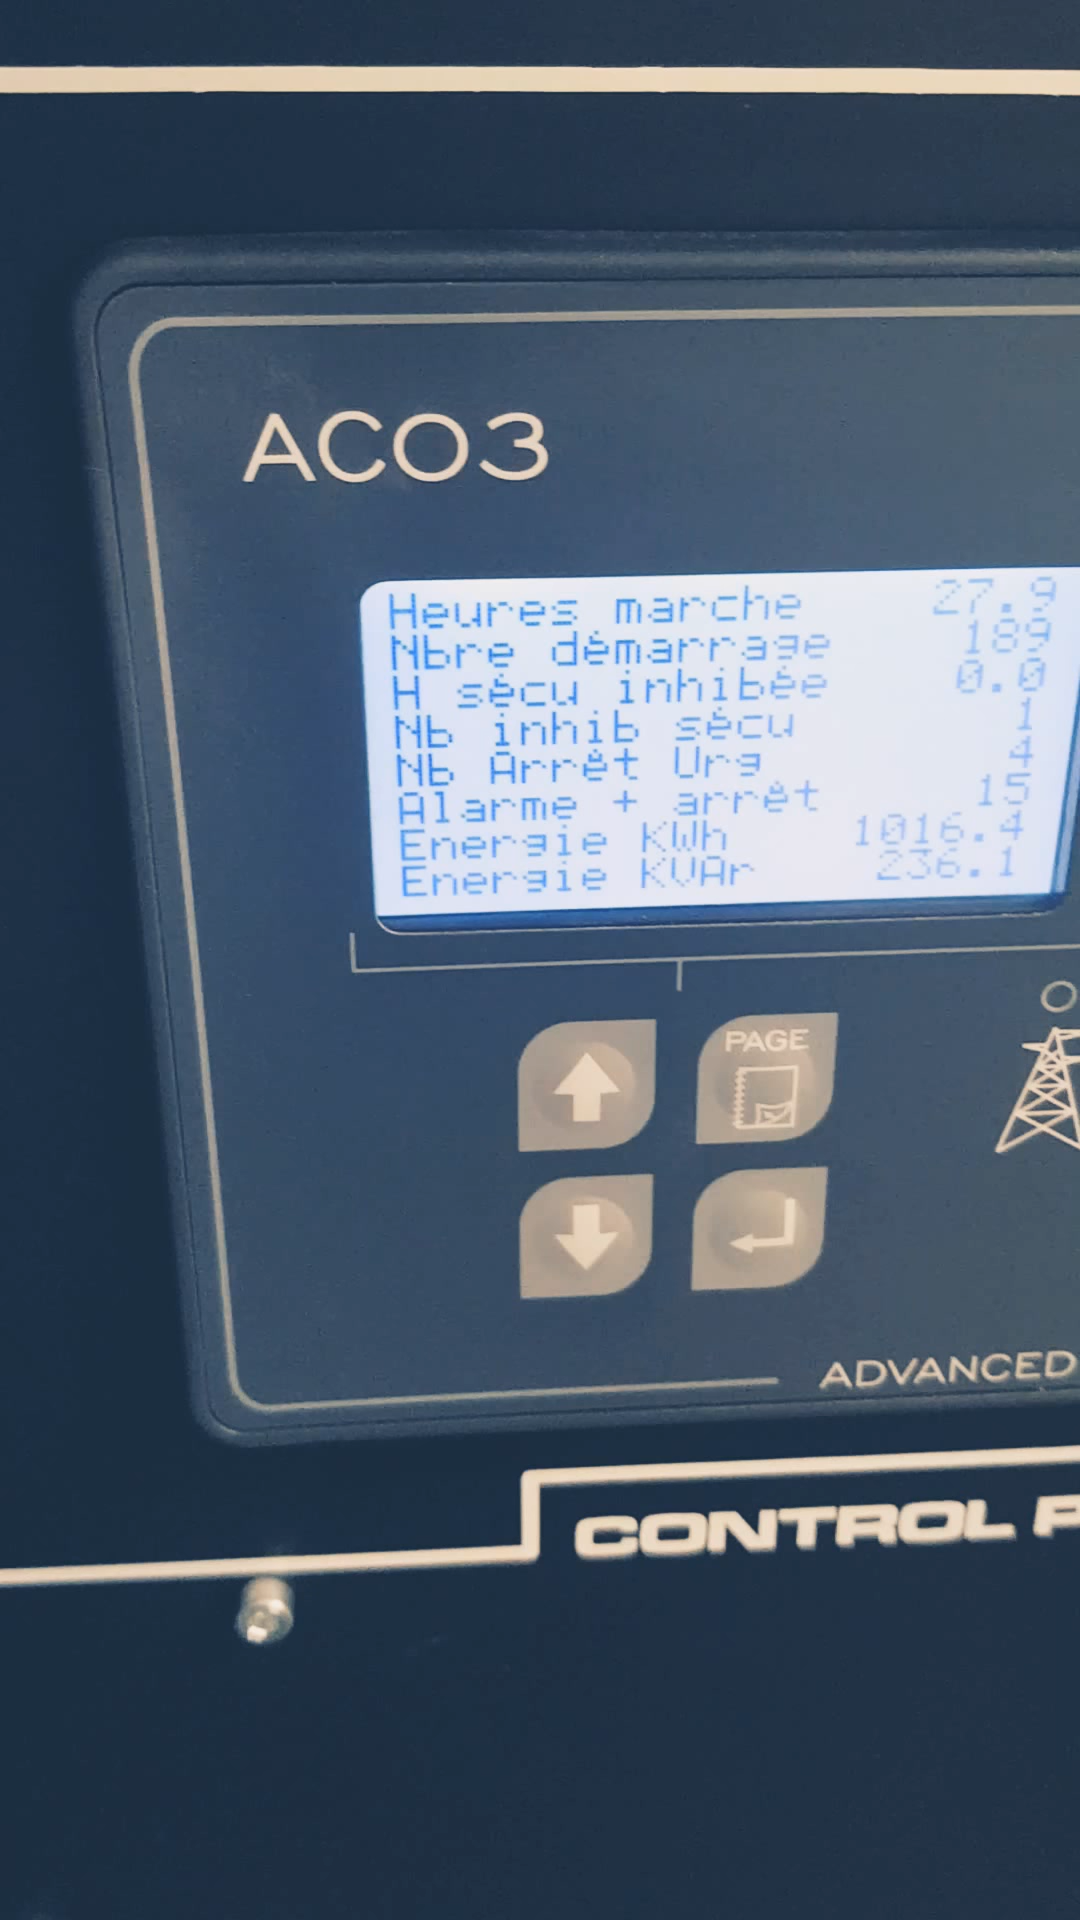 ACO3
Heures marche 27.9
Nbre démarrage 189
H sécu inhibée 0.0
Nb inhib sécu 1
Nb Arrêt Urg 4
Alarme + arrêt 15
Energie KWh 1016.4
Energie KVAr 236.1
PAGE
ADVANCED
CONTROL P